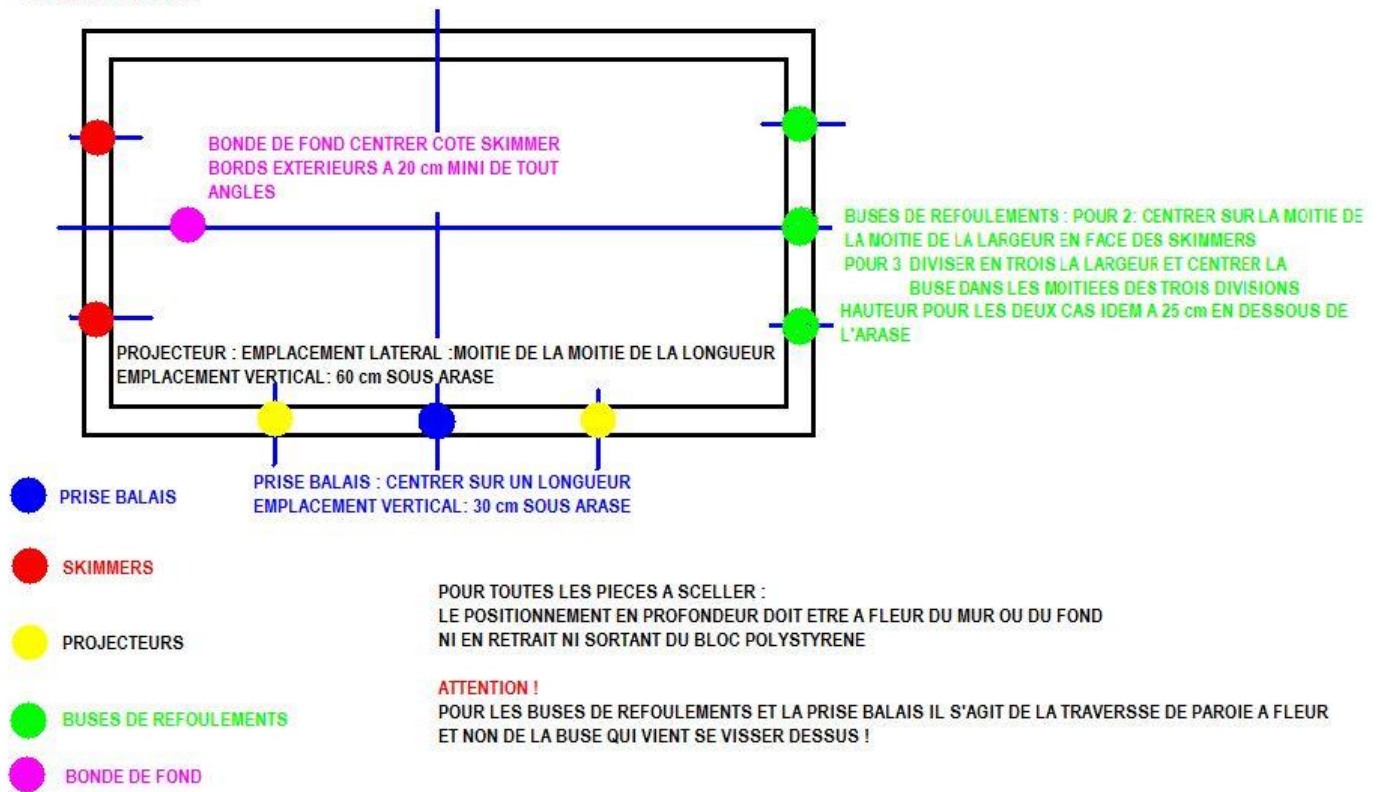 BONDE DE FOND CENTRER COTE SKIMMER
BORDS EXTERIEURS A 20 cm MINI DE TOUT
ANGLES
BUSES DE REFOULEMENTS : POUR 2: CENTRER SUR LA MOITIE DE
LA MOITIE DE LA LARGEUR EN FACE DES SKIMMERS
POUR 3 DIVISER EN TROIS LA LARGEUR ET CENTRER LA
BUSE DANS LES MOITIEES DES TROIS DIVISIONS
HAUTEUR POUR LES DEUX CAS IDEM A 25 cm EN DESSOUS DE
L'ARASE
PROJECTEUR : EMPLACEMENT LATERAL :MOITIE DE LA MOITIE DE LA LONGUEUR
EMPLACEMENT VERTICAL: 60 cm SOUS ARASE
PRISE BALAIS : CENTRER SUR UN LONGUEUR
EMPLACEMENT VERTICAL: 30 cm SOUS ARASE
PRISE BALAIS
SKIMMERS
PROJECTEURS
BUSES DE REFOULEMENTS
BONDE DE FOND
POUR TOUTES LES PIECES A SCELLER :
LE POSITIONNEMENT EN PROFONDEUR DOIT ETRE A FLEUR DU MUR OU DU FOND
NI EN RETRAIT NI SORTANT DU BLOC POLYSTYRENE
ATTENTION !
POUR LES BUSES DE REFOULEMENTS ET LA PRISE BALAIS IL S'AGIT DE LA TRAVERSSE DE PAROIE A FLEUR
ET NON DE LA BUSE QUI VIENT SE VISSER DESSUS !